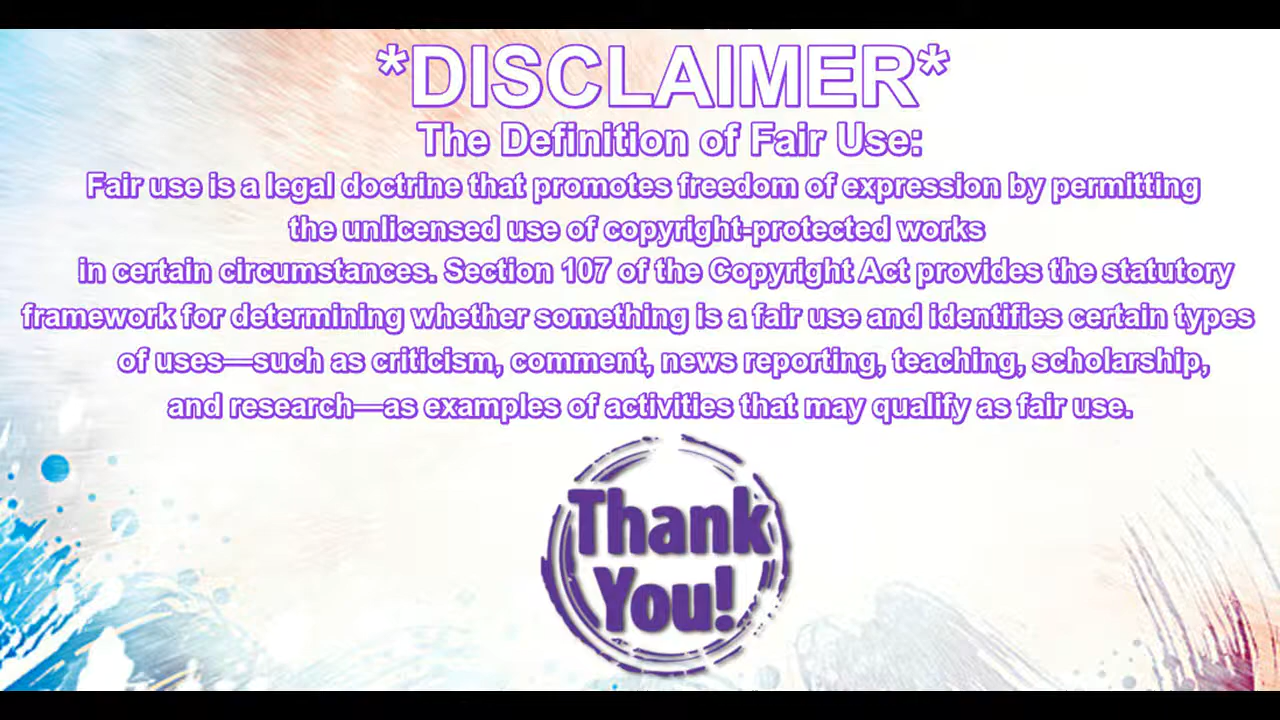 *DISCLAIMER*
The Definition of Fair Use:
Fair use is a legal doctrine that promotes freedom of expression by permitting
the unlicensed use of copyright-protected works
in certain circumstances. Section 107 of the Copyright Act provides the statutory
framework for determining whether something is a fair use and identifies certain types
of uses—such as criticism, comment, news reporting, teaching, scholarship,
and research—as examples of activities that may qualify as fair use.
Thank
You!